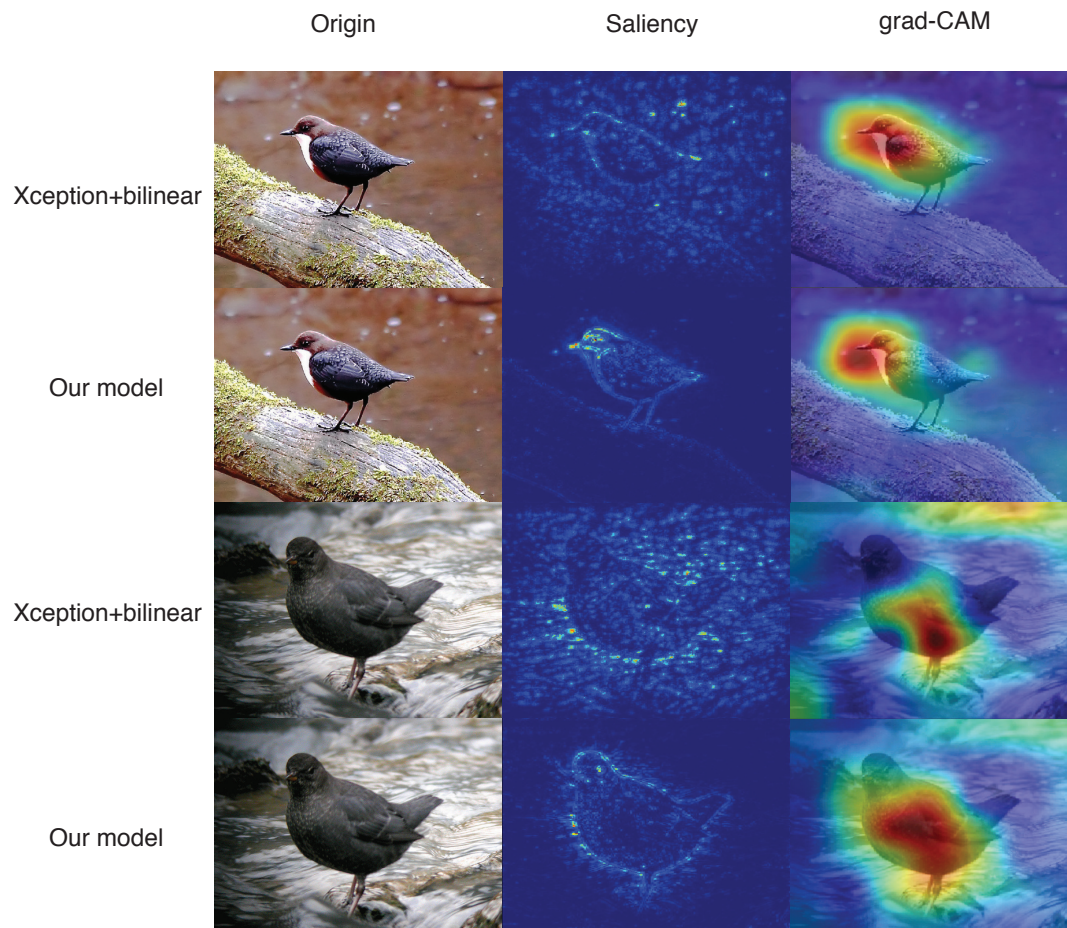 Origin
Saliency
grad-CAM
Xception+bilinear
Our model
Xception+bilinear
Our model